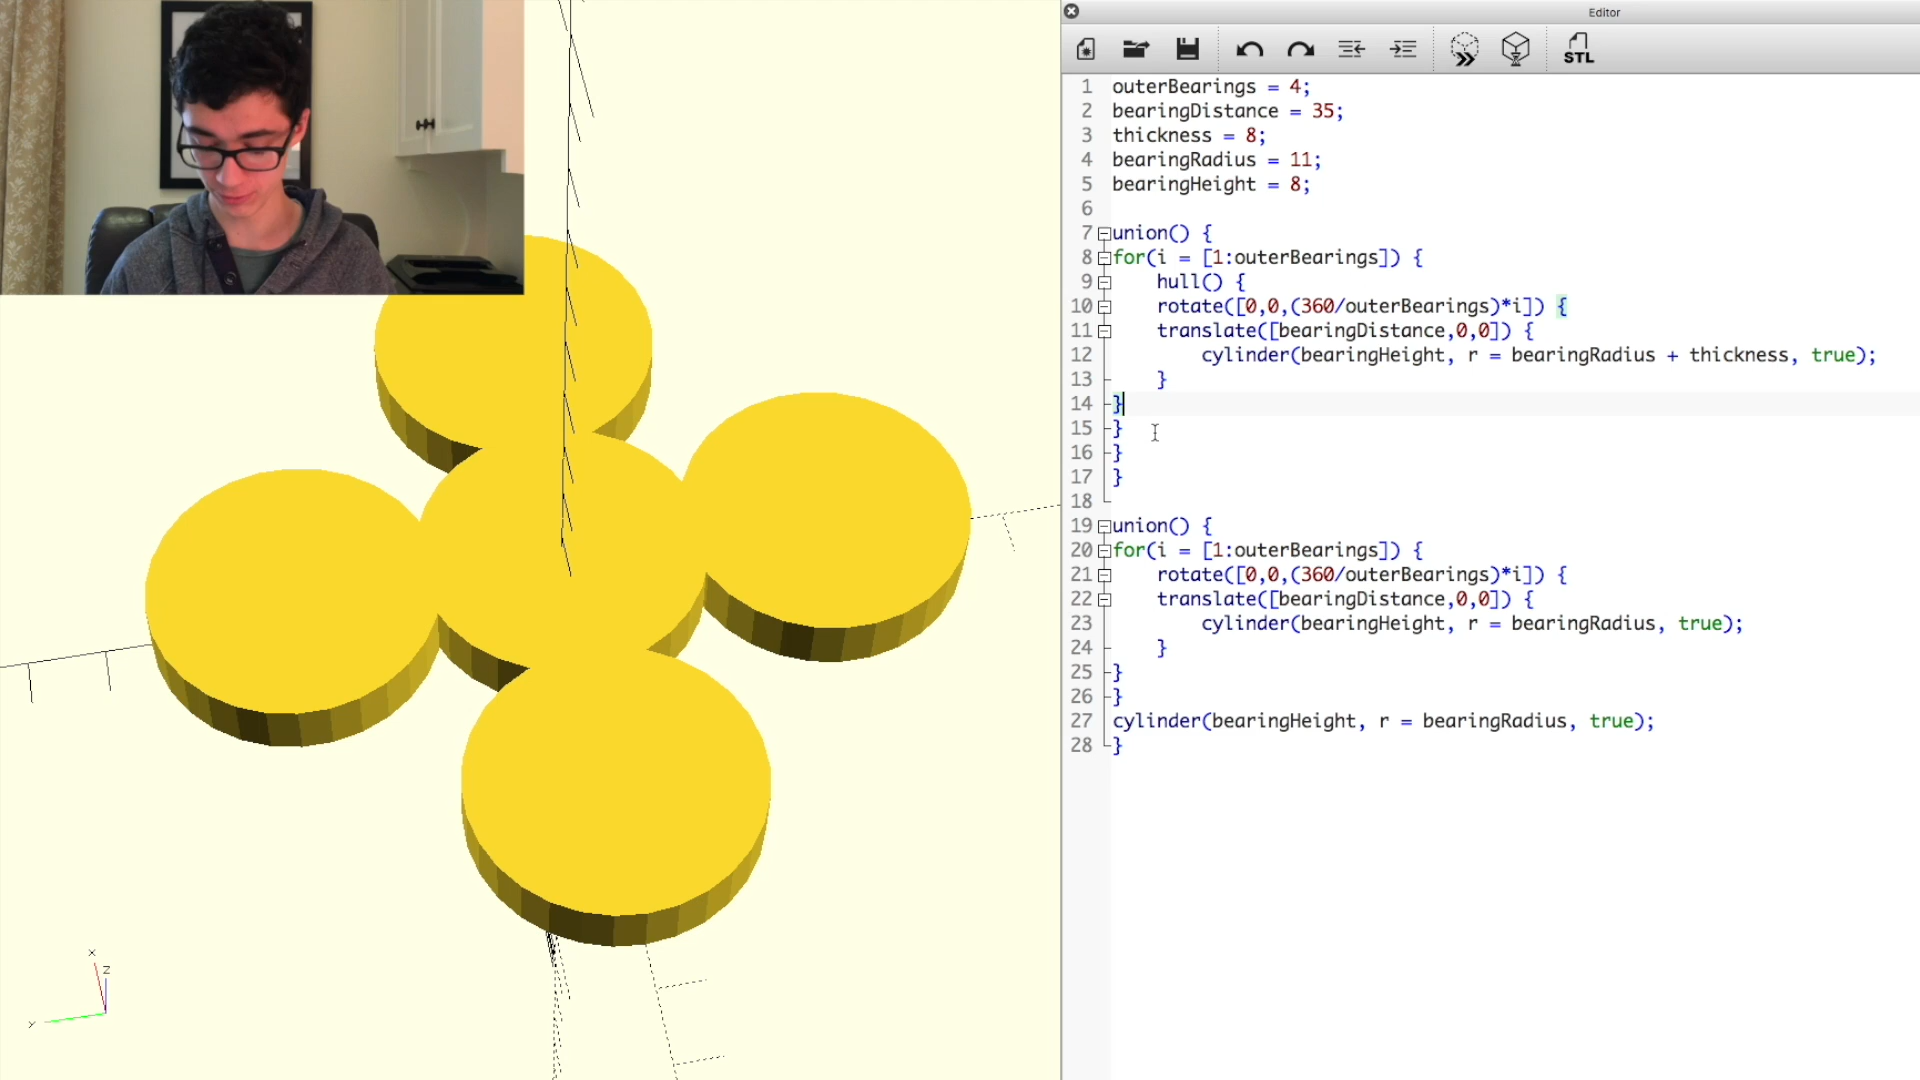 Editor
STL
1 outerBearings = 4;
2 bearingDistance = 35;
3 thickness = 8;
4 bearingRadius = 11;
5 bearingHeight = 8;
6
7 union() {
8 for(i = [1:outerBearings]) {
9     hull() {
10     rotate([0,0,(360/outerBearings)*i]) {
11     translate([bearingDistance,0,0]) {
12         cylinder(bearingHeight, r = bearingRadius + thickness, true);
13     }
14 }
15 }
16 }
17 }
18
19 union() {
20 for(i = [1:outerBearings]) {
21     rotate([0,0,(360/outerBearings)*i]) {
22     translate([bearingDistance,0,0]) {
23         cylinder(bearingHeight, r = bearingRadius, true);
24     }
25 }
26 }
27 cylinder(bearingHeight, r = bearingRadius, true);
28 }
x
z
y